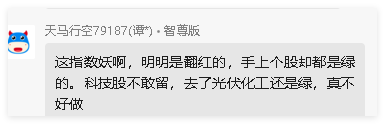 天马行空79187(谭*) • 智尊版
这指数妖啊，明明是翻红的，手上个股却都是绿
的。科技股不敢留，去了光伏化工还是绿，真不
好做